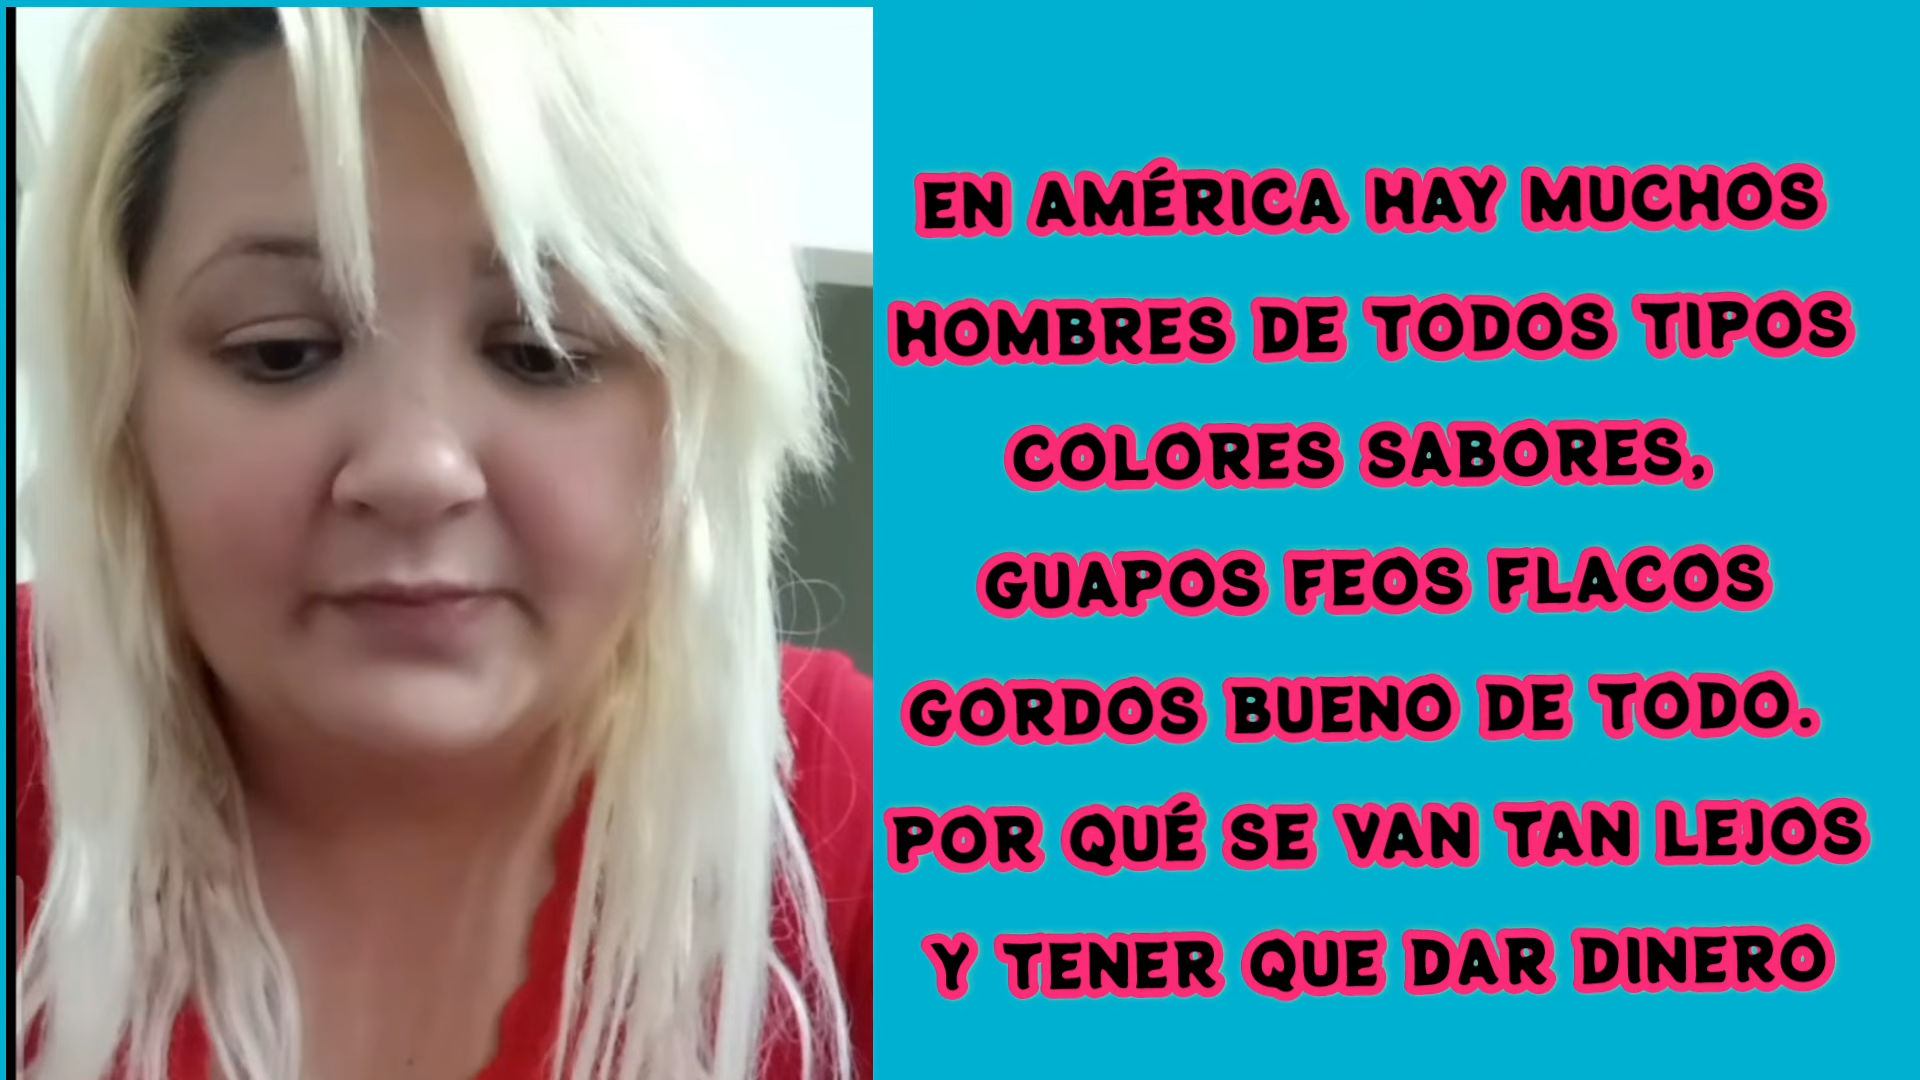 EN AMÉRICA HAY MUCHOS
HOMBRES DE TODOS TIPOS
COLORES SABORES,
GUAPOS FEOS FLACOS
GORDOS BUENO DE TODO.
POR QUÉ SE VAN TAN LEJOS
Y TENER QUE DAR DINERO